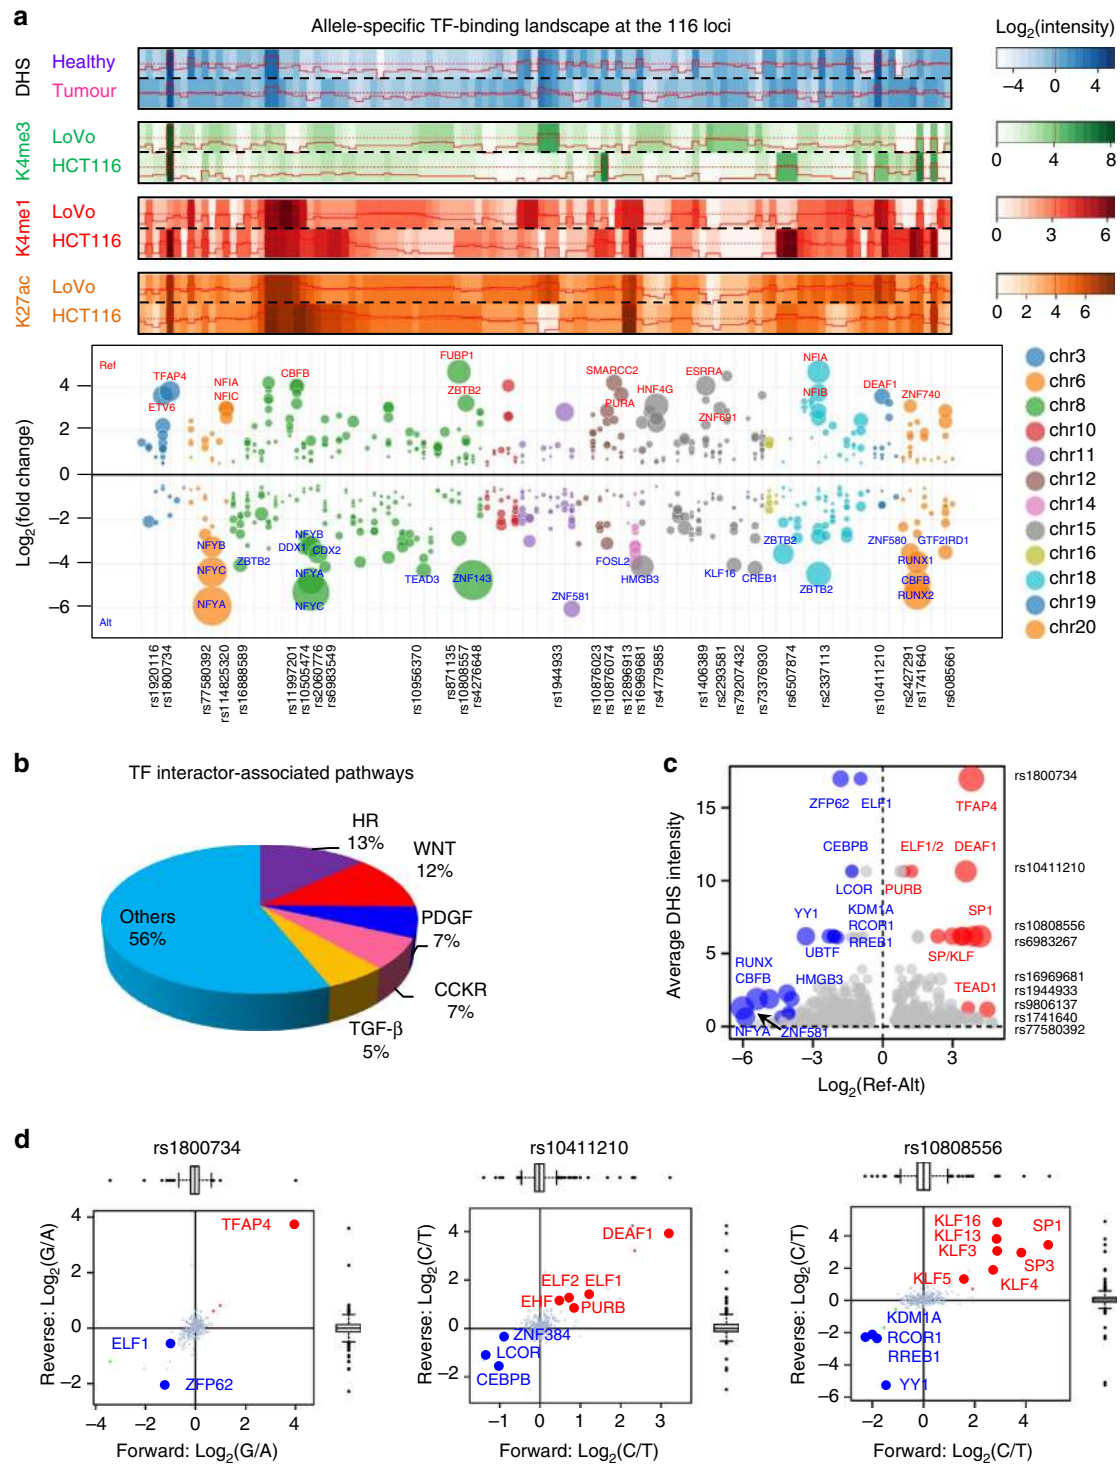 a
Allele-specific TF-binding landscape at the 116 loci
Log2(intensity)
DHS
Healthy
Tumour
−4 0 4
K4me3
LoVo
HCT116
0 4 8
K4me1
LoVo
HCT116
0 3 6
K27ac
LoVo
HCT116
0 2 4 6
Log2(fold change)
4
2
0
−2
−4
−6
Ref
Alt
TFAP4
ETV6
NFIA
NFIC
CBFB
FUBP1
ZBTB2
SMARCC2
PURA
HNF4G
ESRRA
ZNF691
NFIA
NFIB
DEAF1
ZNF740
NFYB
NFYC
NFYA
ZBTB2
NFYB
DDX1
CDX2
NFYA
NFYC
TEAD3
ZNF143
ZNF581
FOSL2
HMGB3
KLF16
CREB1
ZBTB2
ZBTB2
ZNF580
GTF2IRD1
RUNX1
CBFB
RUNX2
chr3
chr6
chr8
chr10
chr11
chr12
chr14
chr15
chr16
chr18
chr19
chr20
rs1920116
rs1800734
rs77580392
rs114825320
rs16888589
rs11997201
rs10505474
rs2060776
rs6983549
rs10956370
rs871135
rs10808557
rs4276648
rs1944933
rs10876023
rs10876074
rs12896913
rs16969681
rs4779585
rs1406389
rs2293581
rs79207432
rs73376930
rs6507874
rs2337113
rs10411210
rs2427291
rs1741640
rs6085661
b
TF interactor-associated pathways
HR
13%
WNT
12%
PDGF
7%
CCKR
7%
TGF-β
5%
Others
56%
c
Average DHS intensity
15
10
5
0
−6 −3 0 3
Log2(Ref-Alt)
ZFP62
ELF1
TFAP4
CEBPB
LCOR
ELF1/2
DEAF1
PURB
YY1
UBTF
KDM1A
RCOR1
RREB1
SP1
SP/KLF
RUNX
CBFB
HMGB3
TEAD1
NFYA
ZNF581
rs1800734
rs10411210
rs10808556
rs6983267
rs16969681
rs1944933
rs9806137
rs1741640
rs77580392
d
rs1800734
Reverse: Log2(G/A)
4
2
0
−2
−4 −2 0 2 4
Forward: Log2(G/A)
TFAP4
ELF1
ZFP62
rs10411210
Reverse: Log2(C/T)
4
2
0
−2
−1 0 1 2 3
Forward: Log2(C/T)
DEAF1
ELF2
ELF1
EHF
PURB
ZNF384
LCOR
CEBPB
rs10808556
Reverse: Log2(C/T)
4
2
0
−2
−4
−6
−2 0 2 4
Forward: Log2(C/T)
KLF16
KLF13
KLF3
SP1
SP3
KLF5
KLF4
KDM1A
RCOR1
RREB1
YY1